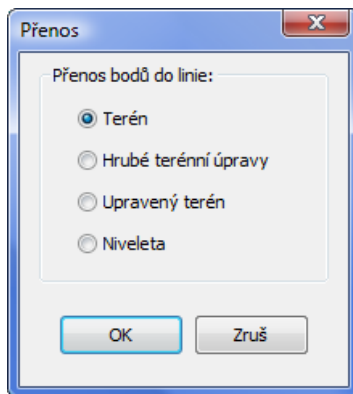 Přenos
Přenos bodů do linie:
Terén
Hrubé terénní úpravy
Upravený terén
Niveleta
OK
Zruš